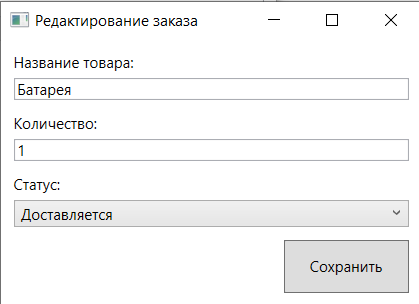 Редактирование заказа
Название товара:
Батарея
Количество:
1
Статус:
Доставляется
Сохранить